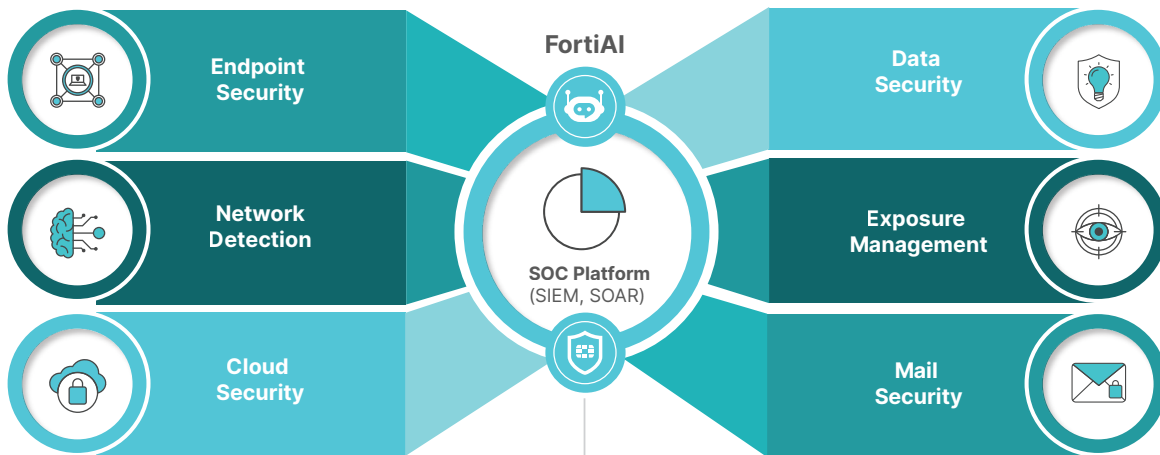 FortiAI
Endpoint
Security
Data
Security
Network
Detection
Exposure
Management
SOC Platform
(SIEM, SOAR)
Cloud
Security
Mail
Security